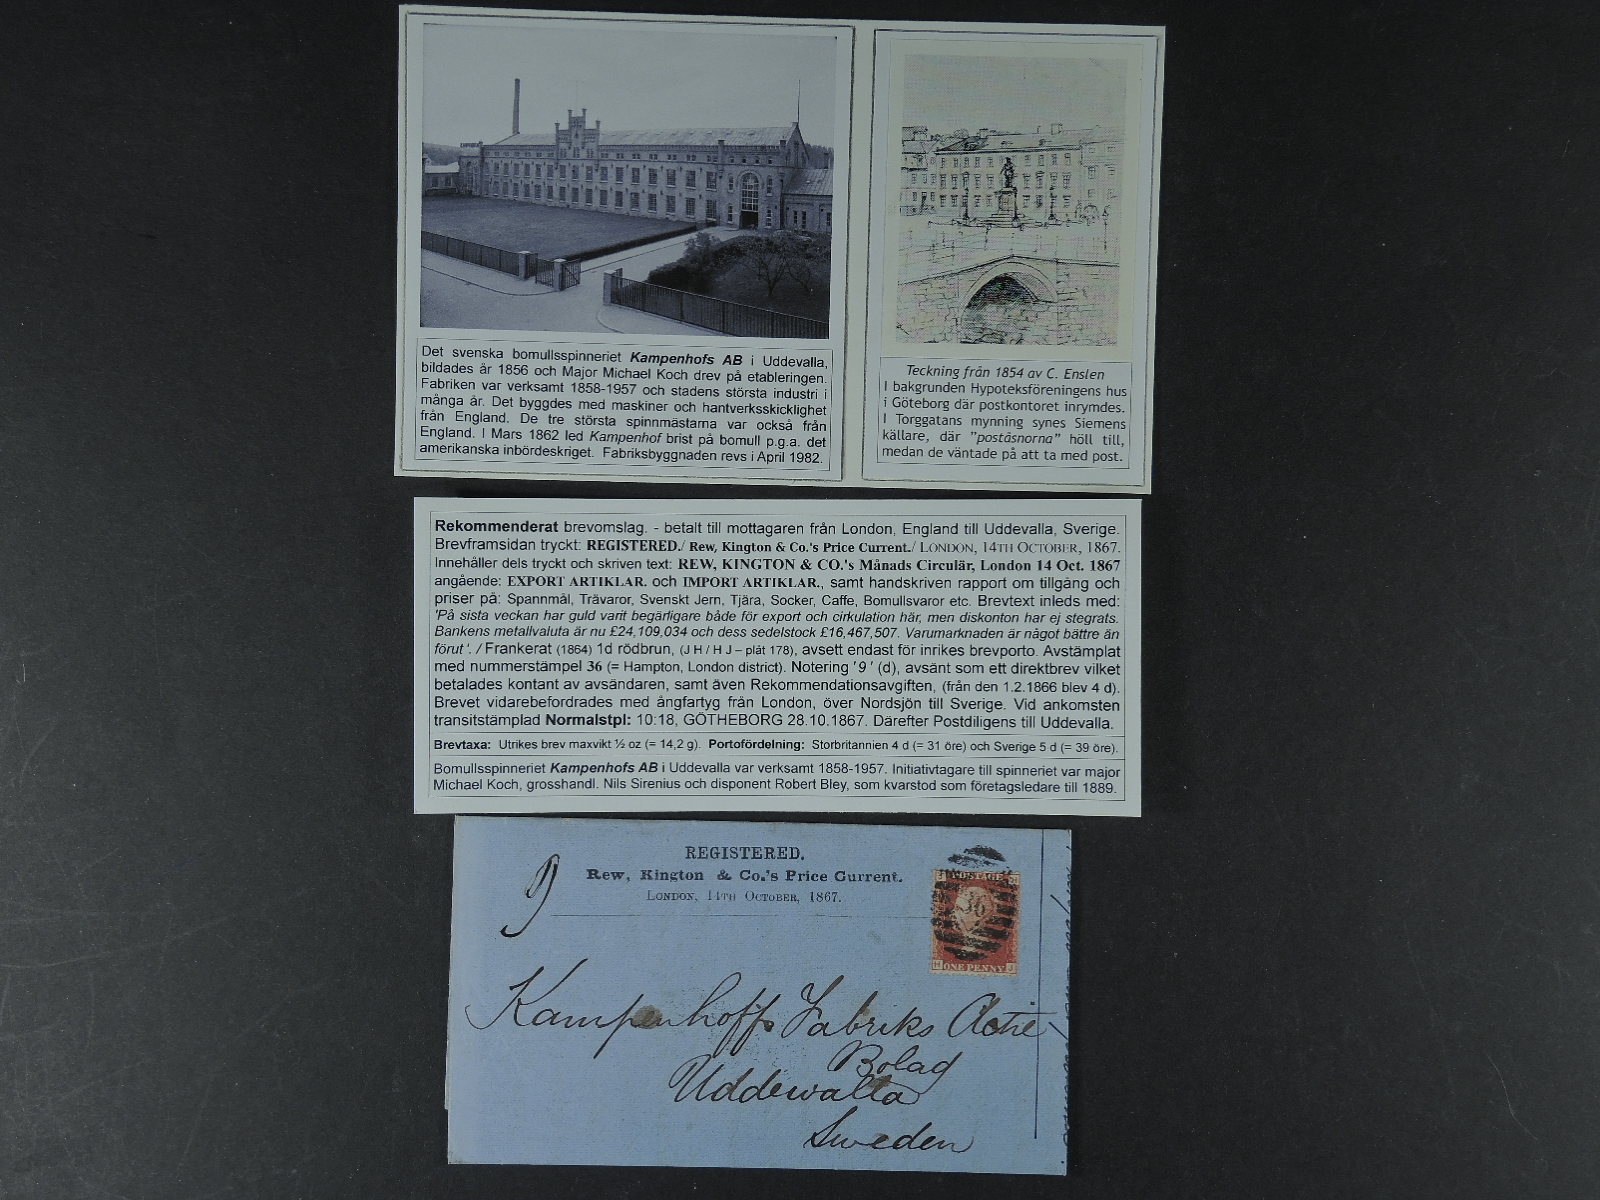 Det svenska bomullsspinneriet Kampenhofs AB i Uddevalla,
bildades år 1856 och Major Michael Koch drev på etableringen.
Fabriken var verksamt 1858-1957 och stadens största industri i
många år. Det byggdes med maskiner och hantverksskicklighet
från England. De tre största spinnmästarna var också från
England. I Mars 1862 led Kampenhof brist på bomull p.g.a. det
amerikanska inbördeskriget. Fabriksbyggnaden revs i April 1982.
Teckning från 1854 av C. Enslen
I bakgrunden Hypoteksföreningens hus
i Göteborg där postkontoret inrymdes.
I Torggatans mynning synes Siemens
källare, där "poståsnorna" höll till,
medan de väntade på att ta med post.
Rekommenderat brevomslag. - betalt till mottagaren från London, England till Uddevalla, Sverige.
Brevframsidan tryckt: REGISTERED./ Rew, Kington & Co.'s Price Current./ LONDON, 14TH OCTOBER, 1867.
Innehåller dels tryckt och skriven text: REW, KINGTON & CO.'s Månads Circulär, London 14 Oct. 1867
angående: EXPORT ARTIKLAR. och IMPORT ARTIKLAR., samt handskriven rapport om tillgång och
priser på: Spannmål, Trävaror, Svenskt Jern, Tjära, Socker, Caffe, Bomullsvaror etc. Brevtext inleds med:
'På sista veckan har guld varit begärligare både för export och cirkulation här, men diskonton har ej stegrats.
Bankens metallvaluta är nu £24,109,034 och dess sedelstock £16,467,507. Varumarknaden är något bättre än
förut'. / Frankerat (1864) 1d rödbrun, (J H / H J – plåt 178), avsett endast för inrikes brevporto. Avstämplat
med nummerstämpel 36 (= Hampton, London district). Notering '9' (d), avsänt som ett direktbrev vilket
betalades kontant av avsändaren, samt även Rekommendationsavgiften, (från den 1.2.1866 blev 4 d).
Brevet vidarebefordrades med ångfartyg från London, över Nordsjön till Sverige. Vid ankomsten
transitstämplad Normalstpl: 10:18, GÖTHEBORG 28.10.1867. Därefter Postdiligens till Uddevalla.
Brevtaxa: Utrikes brev maxvikt ½ oz (= 14,2 g). Portofördelning: Storbritannien 4 d (= 31 öre) och Sverige 5 d (= 39 öre).
Bomullsspinneriet Kampenhofs AB i Uddevalla var verksamt 1858-1957. Initiativtagare till spinneriet var major
Michael Koch, grosshandl. Nils Sirenius och disponent Robert Bley, som kvarstod som företagsledare till 1889.
REGISTERED.
Rew, Kington & Co.'s Price Current.
LONDON, 14TH OCTOBER, 1867.
9
J POSTAGE H
36
H ONE PENNY J
Kampenhoffs Fabriks Actie
Bolag
Uddewalla
Sweden